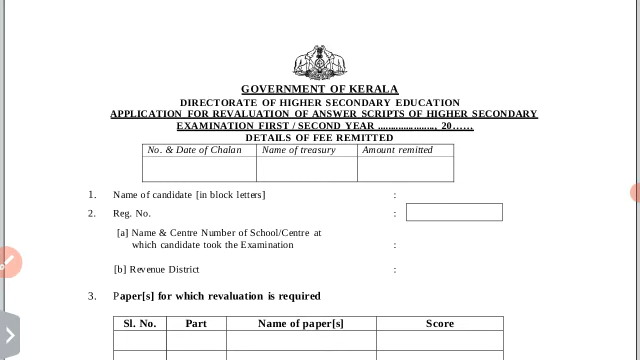 GOVERNMENT OF KERALA
DIRECTORATE OF HIGHER SECONDARY EDUCATION
APPLICATION FOR REVALUATION OF ANSWER SCRIPTS OF HIGHER SECONDARY
EXAMINATION FIRST / SECOND YEAR ......................, 20......
DETAILS OF FEE REMITTED
No. & Date of Chalan Name of treasury Amount remitted
1. Name of candidate [in block letters] :
2. Reg. No. :
[a] Name & Centre Number of School/Centre at
which candidate took the Examination :
[b] Revenue District :
3. Paper[s] for which revaluation is required
Sl. No. Part Name of paper[s] Score